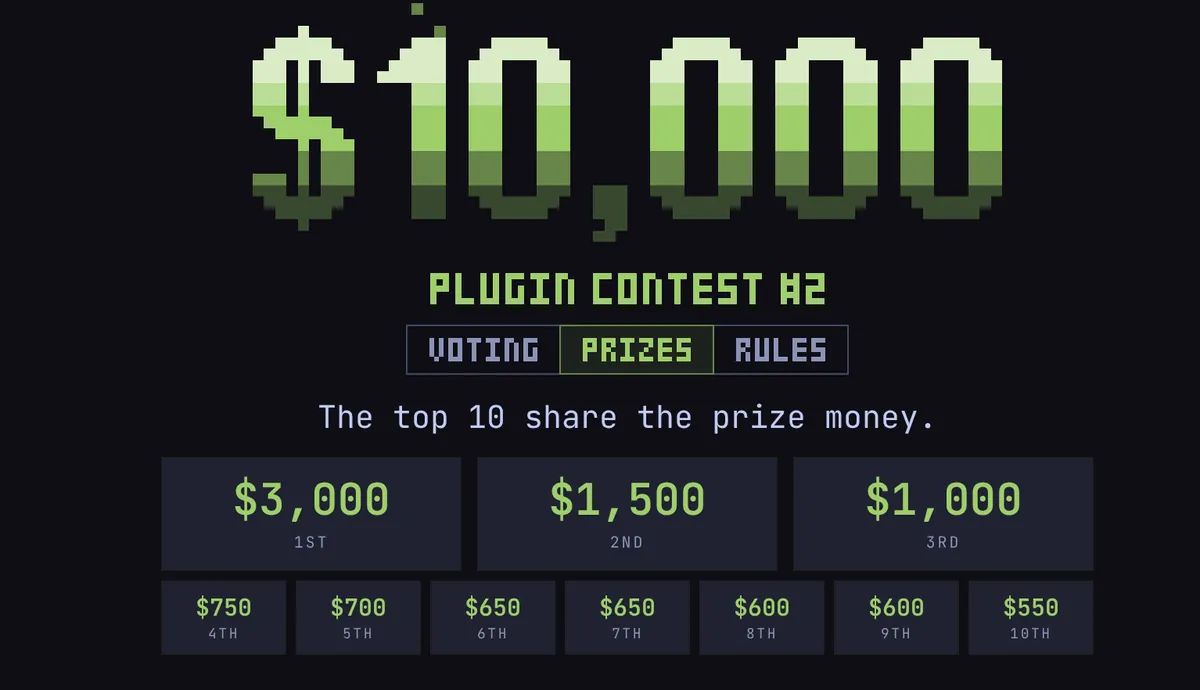 $10,000
PLUGIN CONTEST #2
VOTING PRIZES RULES
The top 10 share the prize money.
$3,000 $1,500 $1,000
1ST 2ND 3RD
$750 $700 $650 $650 $600 $600 $550
4TH 5TH 6TH 7TH 8TH 9TH 10TH